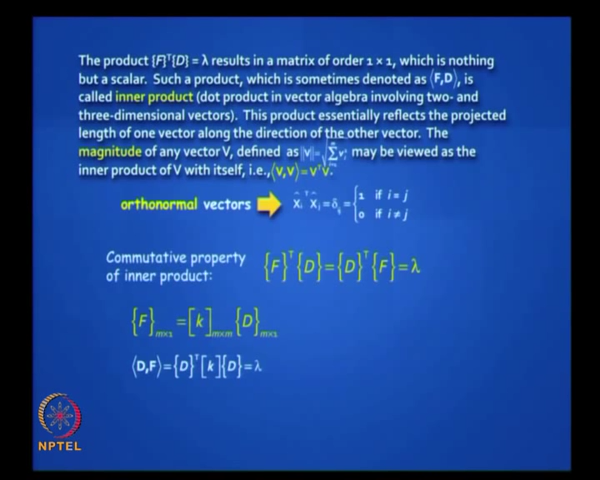 The product {F}ᵀ{D} = λ results in a matrix of order 1 × 1, which is nothing
but a scalar. Such a product, which is sometimes denoted as ⟨F,D⟩, is
called inner product (dot product in vector algebra involving two- and
three-dimensional vectors). This product essentially reflects the projected
length of one vector along the direction of the other vector. The
magnitude of any vector V, defined as may be viewed as the
inner product of V with itself, i.e., ⟨V,V⟩ = VᵀV.
orthonormal vectors X̂ᵢᵀX̂ⱼ = δᵢⱼ = { 1 if i = j
0 if i ≠ j
Commutative property
of inner product: {F}ᵀ{D} = {D}ᵀ{F} = λ
{F}ₘₓ₁ = [k]ₘₓₘ {D}ₘₓ₁
⟨D,F⟩ = {D}ᵀ[k]{D} = λ
NPTEL